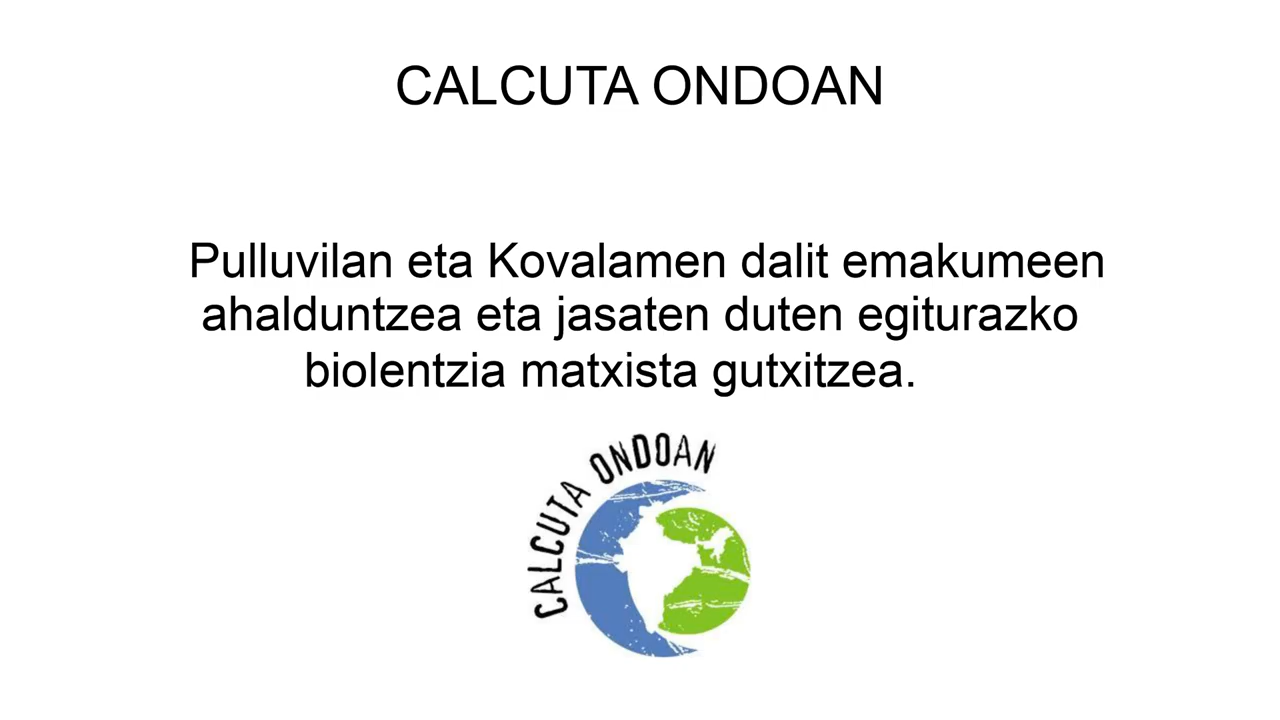 CALCUTA ONDOAN
Pulluvilan eta Kovalamen dalit emakumeen
ahalduntzea eta jasaten duten egiturazko
biolentzia matxista gutxitzea.
CALCUTA ONDOAN